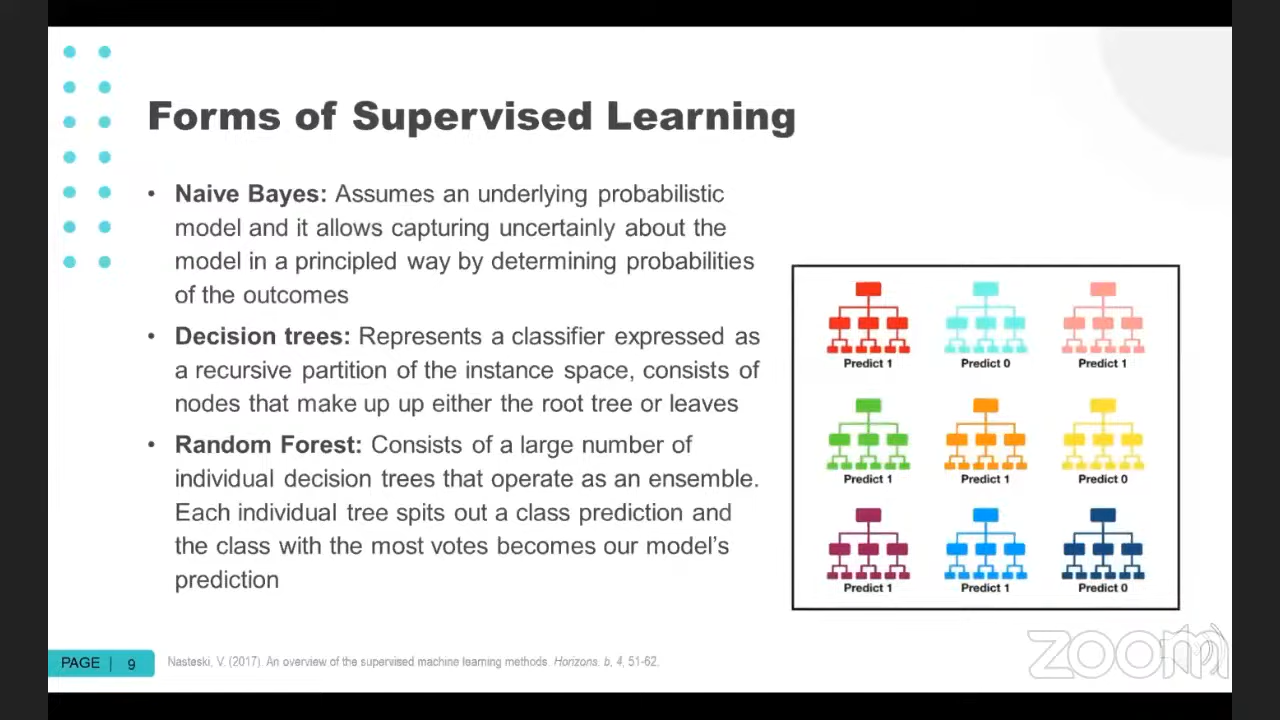 Forms of Supervised Learning
• Naive Bayes: Assumes an underlying probabilistic
model and it allows capturing uncertainly about the
model in a principled way by determining probabilities
of the outcomes
• Decision trees: Represents a classifier expressed as
a recursive partition of the instance space, consists of
nodes that make up up either the root tree or leaves
• Random Forest: Consists of a large number of
individual decision trees that operate as an ensemble.
Each individual tree spits out a class prediction and
the class with the most votes becomes our model's
prediction
Predict 1 Predict 0 Predict 1
Predict 1 Predict 1 Predict 0
Predict 1 Predict 1 Predict 0
PAGE | 9
Nasteski, V. (2017). An overview of the supervised machine learning methods. Horizons. b, 4, 51-62.
zoom